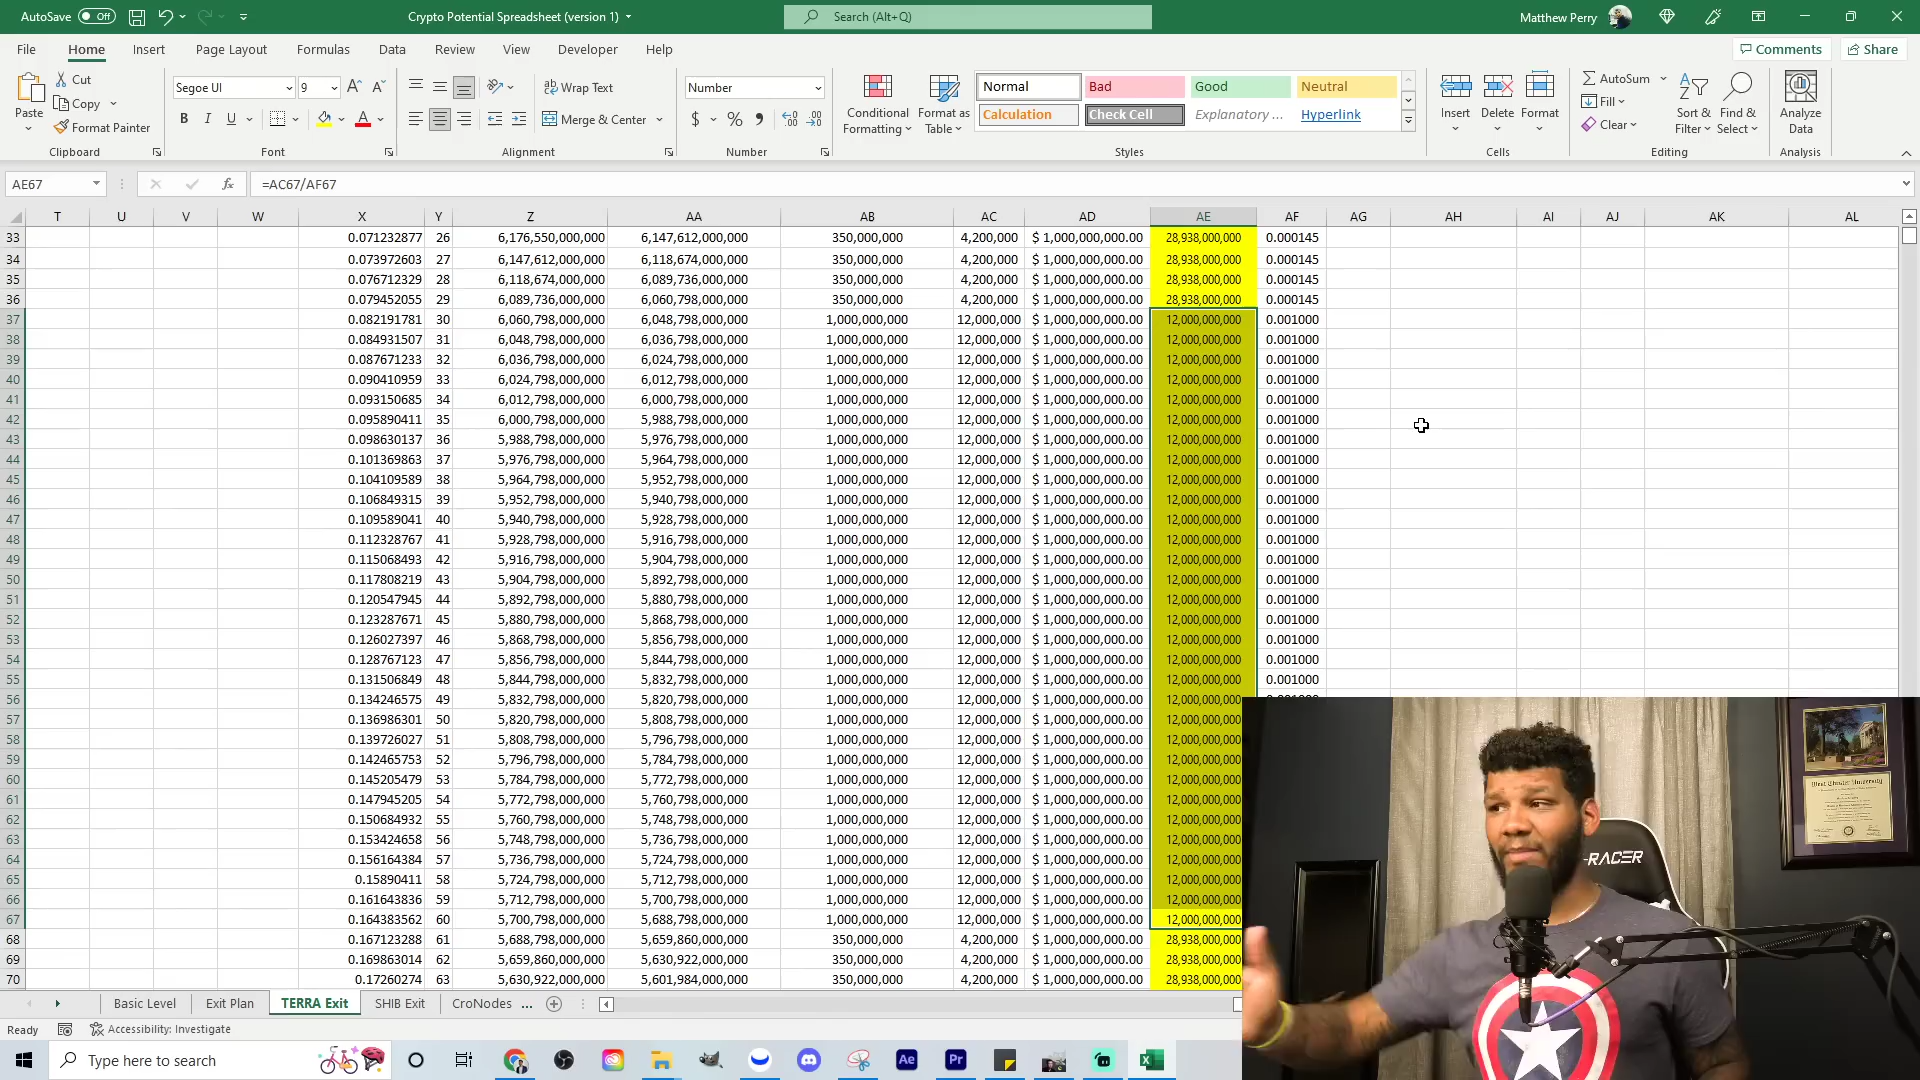 AutoSave Off Crypto Potential Spreadsheet (version 1) Search (Alt+Q) Matthew Perry
File Home Insert Page Layout Formulas Data Review View Developer Help Comments Share
Cut Segoe UI 9 Wrap Text Number Normal Bad Good Neutral AutoSum
Paste Copy Conditional Formatting Format as Table Insert Delete Format Fill Sort & Filter Find & Select Analyze Data
Format Painter Merge & Center Calculation Check Cell Explanatory ... Hyperlink Clear
Clipboard Font Alignment Number Styles Cells Editing Analysis
AE67 fx =AC67/AF67
T U V W X Y Z AA AB AC AD AE AF AG AH AI AJ AK AL
33 0.071232877 26 6,176,550,000,000 6,147,612,000,000 350,000,000 4,200,000 $ 1,000,000,000.00 28,938,000,000 0.000145
34 0.073972603 27 6,147,612,000,000 6,118,674,000,000 350,000,000 4,200,000 $ 1,000,000,000.00 28,938,000,000 0.000145
35 0.076712329 28 6,118,674,000,000 6,089,736,000,000 350,000,000 4,200,000 $ 1,000,000,000.00 28,938,000,000 0.000145
36 0.079452055 29 6,089,736,000,000 6,060,798,000,000 350,000,000 4,200,000 $ 1,000,000,000.00 28,938,000,000 0.000145
37 0.082191781 30 6,060,798,000,000 6,048,798,000,000 1,000,000,000 12,000,000 $ 1,000,000,000.00 12,000,000,000 0.001000
38 0.084931507 31 6,048,798,000,000 6,036,798,000,000 1,000,000,000 12,000,000 $ 1,000,000,000.00 12,000,000,000 0.001000
39 0.087671233 32 6,036,798,000,000 6,024,798,000,000 1,000,000,000 12,000,000 $ 1,000,000,000.00 12,000,000,000 0.001000
40 0.090410959 33 6,024,798,000,000 6,012,798,000,000 1,000,000,000 12,000,000 $ 1,000,000,000.00 12,000,000,000 0.001000
41 0.093150685 34 6,012,798,000,000 6,000,798,000,000 1,000,000,000 12,000,000 $ 1,000,000,000.00 12,000,000,000 0.001000
42 0.095890411 35 6,000,798,000,000 5,988,798,000,000 1,000,000,000 12,000,000 $ 1,000,000,000.00 12,000,000,000 0.001000
43 0.098630137 36 5,988,798,000,000 5,976,798,000,000 1,000,000,000 12,000,000 $ 1,000,000,000.00 12,000,000,000 0.001000
44 0.101369863 37 5,976,798,000,000 5,964,798,000,000 1,000,000,000 12,000,000 $ 1,000,000,000.00 12,000,000,000 0.001000
45 0.104109589 38 5,964,798,000,000 5,952,798,000,000 1,000,000,000 12,000,000 $ 1,000,000,000.00 12,000,000,000 0.001000
46 0.106849315 39 5,952,798,000,000 5,940,798,000,000 1,000,000,000 12,000,000 $ 1,000,000,000.00 12,000,000,000 0.001000
47 0.109589041 40 5,940,798,000,000 5,928,798,000,000 1,000,000,000 12,000,000 $ 1,000,000,000.00 12,000,000,000 0.001000
48 0.112328767 41 5,928,798,000,000 5,916,798,000,000 1,000,000,000 12,000,000 $ 1,000,000,000.00 12,000,000,000 0.001000
49 0.115068493 42 5,916,798,000,000 5,904,798,000,000 1,000,000,000 12,000,000 $ 1,000,000,000.00 12,000,000,000 0.001000
50 0.117808219 43 5,904,798,000,000 5,892,798,000,000 1,000,000,000 12,000,000 $ 1,000,000,000.00 12,000,000,000 0.001000
51 0.120547945 44 5,892,798,000,000 5,880,798,000,000 1,000,000,000 12,000,000 $ 1,000,000,000.00 12,000,000,000 0.001000
52 0.123287671 45 5,880,798,000,000 5,868,798,000,000 1,000,000,000 12,000,000 $ 1,000,000,000.00 12,000,000,000 0.001000
53 0.126027397 46 5,868,798,000,000 5,856,798,000,000 1,000,000,000 12,000,000 $ 1,000,000,000.00 12,000,000,000 0.001000
54 0.128767123 47 5,856,798,000,000 5,844,798,000,000 1,000,000,000 12,000,000 $ 1,000,000,000.00 12,000,000,000 0.001000
55 0.131506849 48 5,844,798,000,000 5,832,798,000,000 1,000,000,000 12,000,000 $ 1,000,000,000.00 12,000,000,000 0.001000
56 0.134246575 49 5,832,798,000,000 5,820,798,000,000 1,000,000,000 12,000,000 $ 1,000,000,000.00 12,000,000,000
57 0.136986301 50 5,820,798,000,000 5,808,798,000,000 1,000,000,000 12,000,000 $ 1,000,000,000.00 12,000,000,000
58 0.139726027 51 5,808,798,000,000 5,796,798,000,000 1,000,000,000 12,000,000 $ 1,000,000,000.00 12,000,000,000
59 0.142465753 52 5,796,798,000,000 5,784,798,000,000 1,000,000,000 12,000,000 $ 1,000,000,000.00 12,000,000,000
60 0.145205479 53 5,784,798,000,000 5,772,798,000,000 1,000,000,000 12,000,000 $ 1,000,000,000.00 12,000,000,000
61 0.147945205 54 5,772,798,000,000 5,760,798,000,000 1,000,000,000 12,000,000 $ 1,000,000,000.00 12,000,000,000
62 0.150684932 55 5,760,798,000,000 5,748,798,000,000 1,000,000,000 12,000,000 $ 1,000,000,000.00 12,000,000,000
63 0.153424658 56 5,748,798,000,000 5,736,798,000,000 1,000,000,000 12,000,000 $ 1,000,000,000.00 12,000,000,000
64 0.156164384 57 5,736,798,000,000 5,724,798,000,000 1,000,000,000 12,000,000 $ 1,000,000,000.00 12,000,000,000
65 0.15890411 58 5,724,798,000,000 5,712,798,000,000 1,000,000,000 12,000,000 $ 1,000,000,000.00 12,000,000,000
66 0.161643836 59 5,712,798,000,000 5,700,798,000,000 1,000,000,000 12,000,000 $ 1,000,000,000.00 12,000,000,000
67 0.164383562 60 5,700,798,000,000 5,688,798,000,000 1,000,000,000 12,000,000 $ 1,000,000,000.00 12,000,000,000
68 0.167123288 61 5,688,798,000,000 5,659,860,000,000 350,000,000 4,200,000 $ 1,000,000,000.00 28,938,000,000
69 0.169863014 62 5,659,860,000,000 5,630,922,000,000 350,000,000 4,200,000 $ 1,000,000,000.00 28,938,000,000
70 0.17260274 63 5,630,922,000,000 5,601,984,000,000 350,000,000 4,200,000 $ 1,000,000,000.00 28,938,000,000
-RACER
Basic Level Exit Plan TERRA Exit SHIB Exit CroNodes ...
Ready Accessibility: Investigate
Type here to search Ae Pr